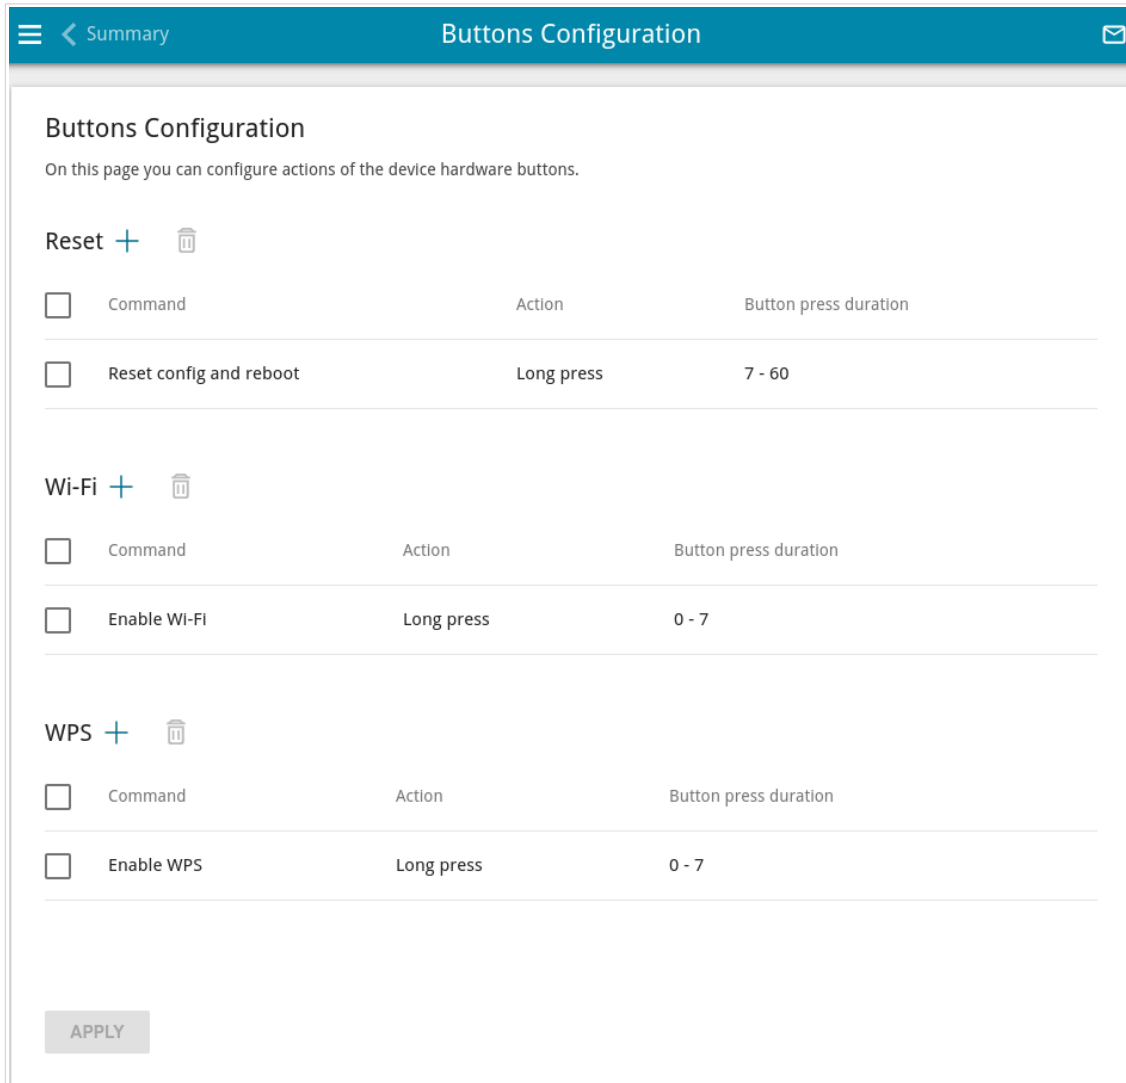 Summary Buttons Configuration
Buttons Configuration
On this page you can configure actions of the device hardware buttons.
Reset
Command Action Button press duration
Reset config and reboot Long press 7 - 60
Wi-Fi
Command Action Button press duration
Enable Wi-Fi Long press 0 - 7
WPS
Command Action Button press duration
Enable WPS Long press 0 - 7
APPLY